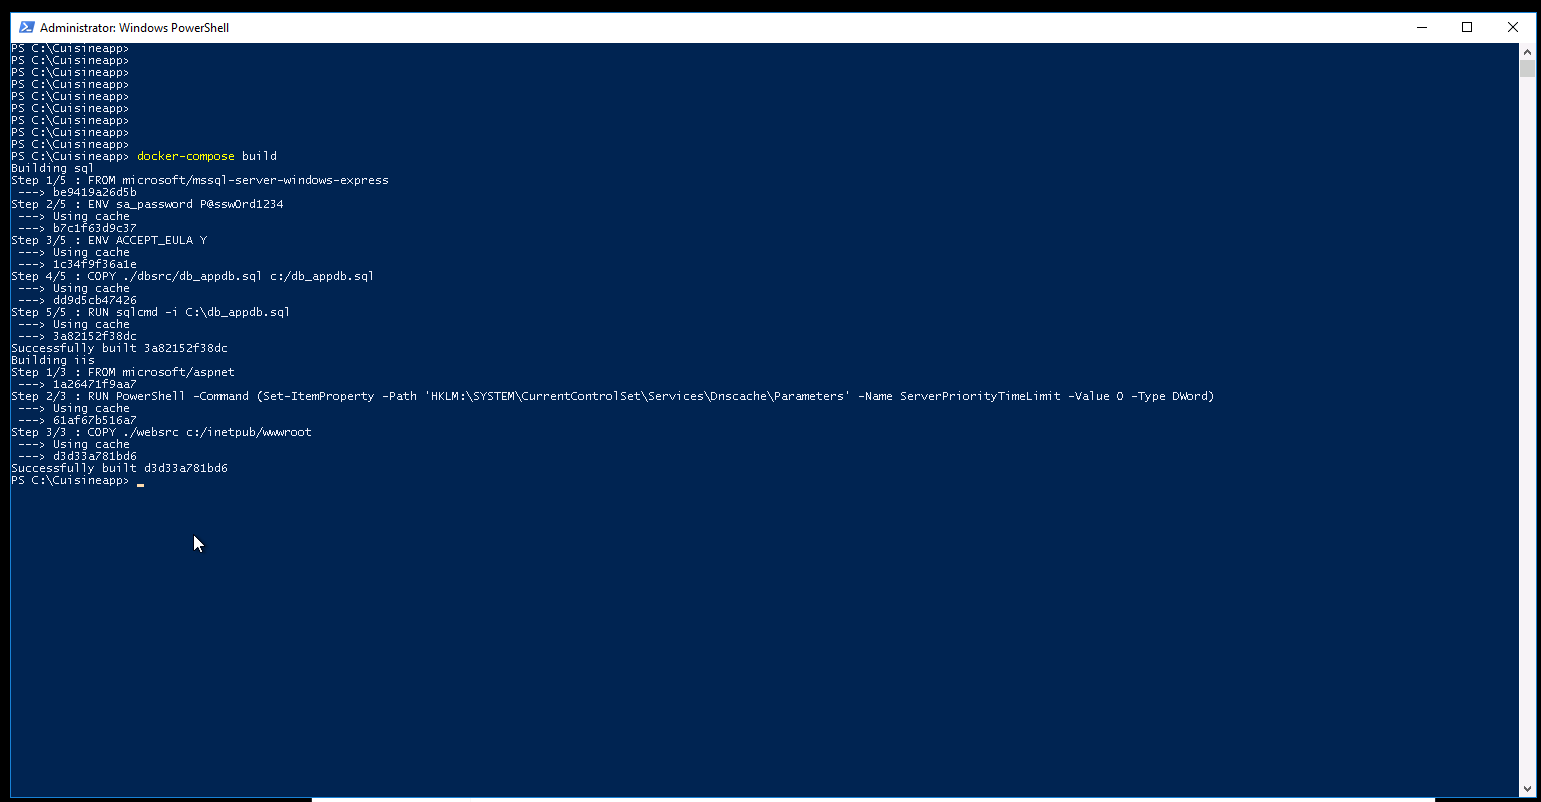 Administrator: Windows PowerShell
PS C:\Cuisineapp>
PS C:\Cuisineapp>
PS C:\Cuisineapp>
PS C:\Cuisineapp>
PS C:\Cuisineapp>
PS C:\Cuisineapp>
PS C:\Cuisineapp>
PS C:\Cuisineapp>
PS C:\Cuisineapp>
PS C:\Cuisineapp> docker-compose build
Building sql
Step 1/5 : FROM microsoft/mssql-server-windows-express
 ---> be9419a26d5b
Step 2/5 : ENV sa_password P@ssw0rd1234
 ---> Using cache
 ---> b7c1f63d9c37
Step 3/5 : ENV ACCEPT_EULA Y
 ---> Using cache
 ---> 1c34f9f36a1e
Step 4/5 : COPY ./dbsrc/db_appdb.sql c:/db_appdb.sql
 ---> Using cache
 ---> dd9d5cb47426
Step 5/5 : RUN sqlcmd -i C:\db_appdb.sql
 ---> Using cache
 ---> 3a82152f38dc
Successfully built 3a82152f38dc
Building iis
Step 1/3 : FROM microsoft/aspnet
 ---> 1a26471f9aa7
Step 2/3 : RUN PowerShell -Command (Set-ItemProperty -Path 'HKLM:\SYSTEM\CurrentControlSet\Services\Dnscache\Parameters' -Name ServerPriorityTimeLimit -Value 0 -Type DWord)
 ---> Using cache
 ---> 61af67b516a7
Step 3/3 : COPY ./websrc c:/inetpub/wwwroot
 ---> Using cache
 ---> d3d33a781bd6
Successfully built d3d33a781bd6
PS C:\Cuisineapp>